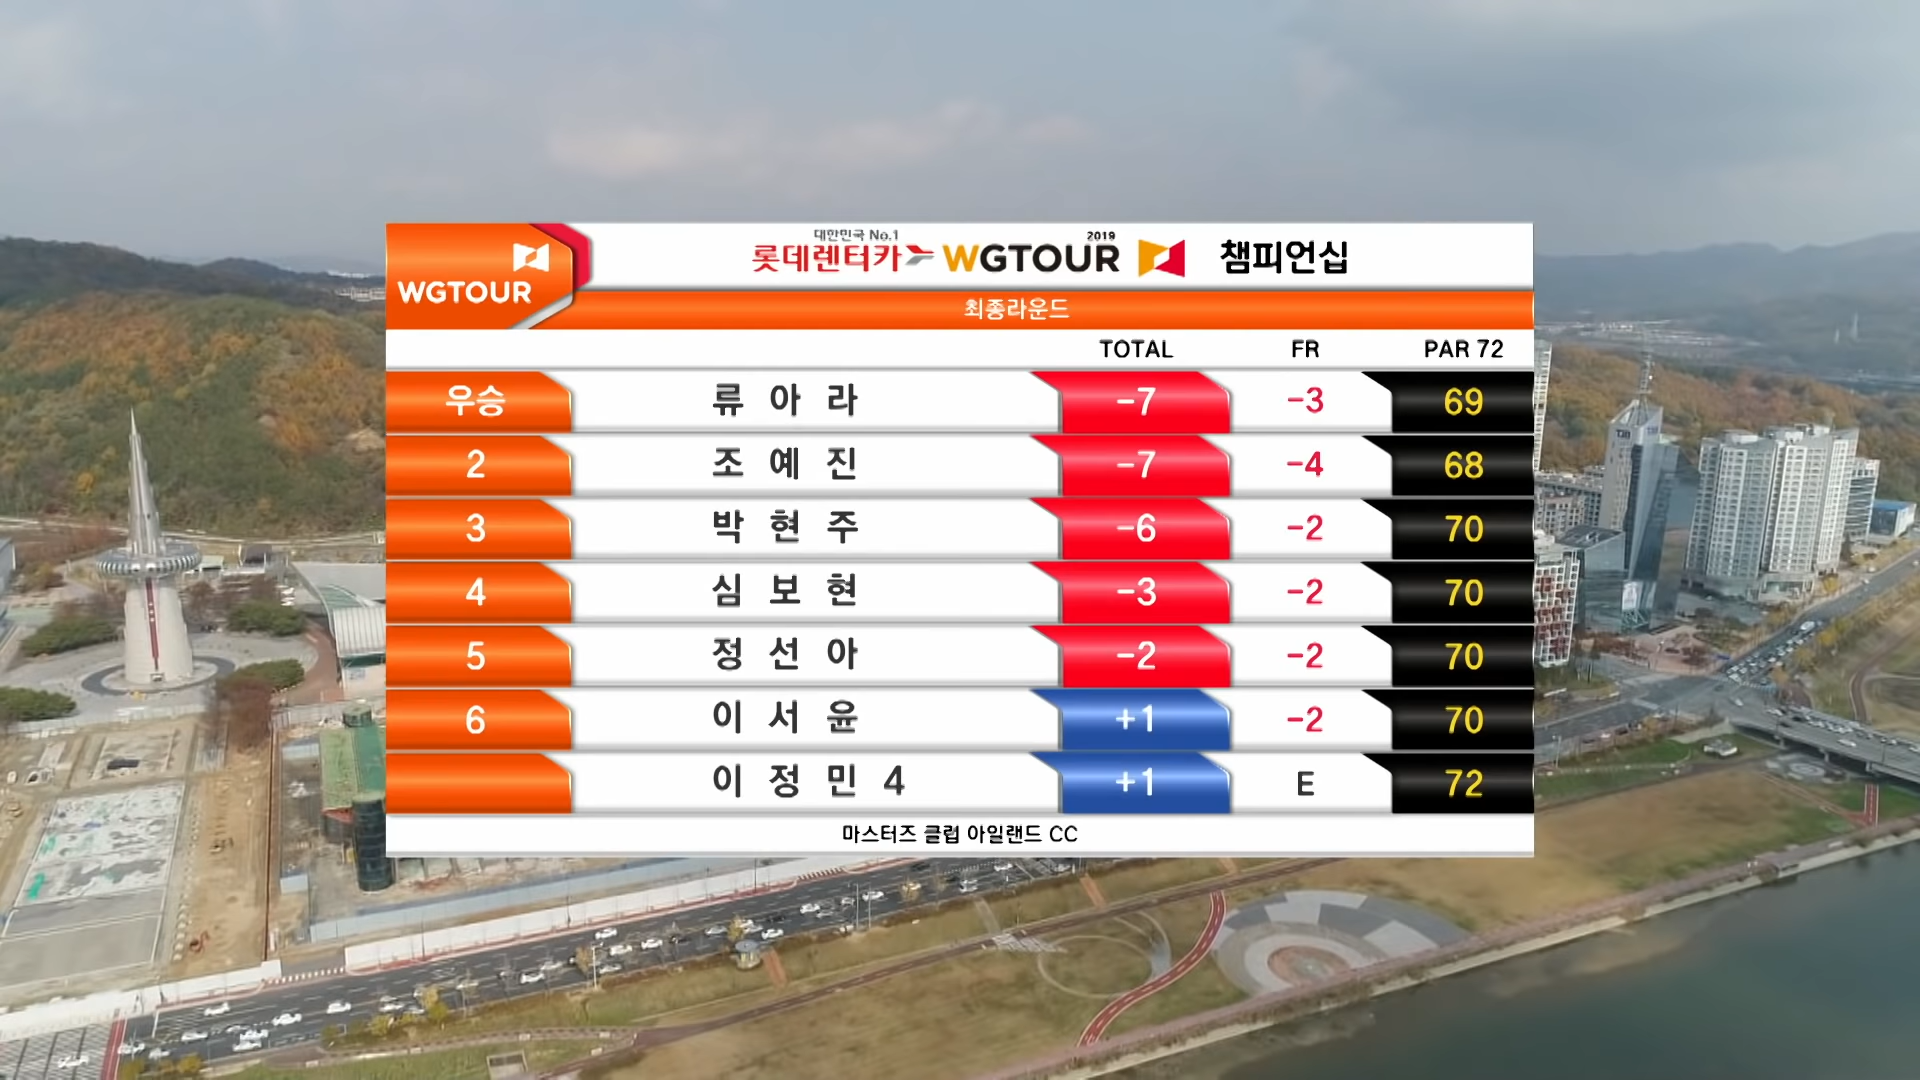 WGTOUR
대한민국 No.1
롯데렌터카 WGTOUR 2019 챔피언십
최종라운드
TOTAL FR PAR 72
우승 류아라 -7 -3 69
2 조예진 -7 -4 68
3 박현주 -6 -2 70
4 심보현 -3 -2 70
5 정선아 -2 -2 70
6 이서윤 +1 -2 70
이정민4 +1 E 72
마스터즈 클럽 아일랜드 CC